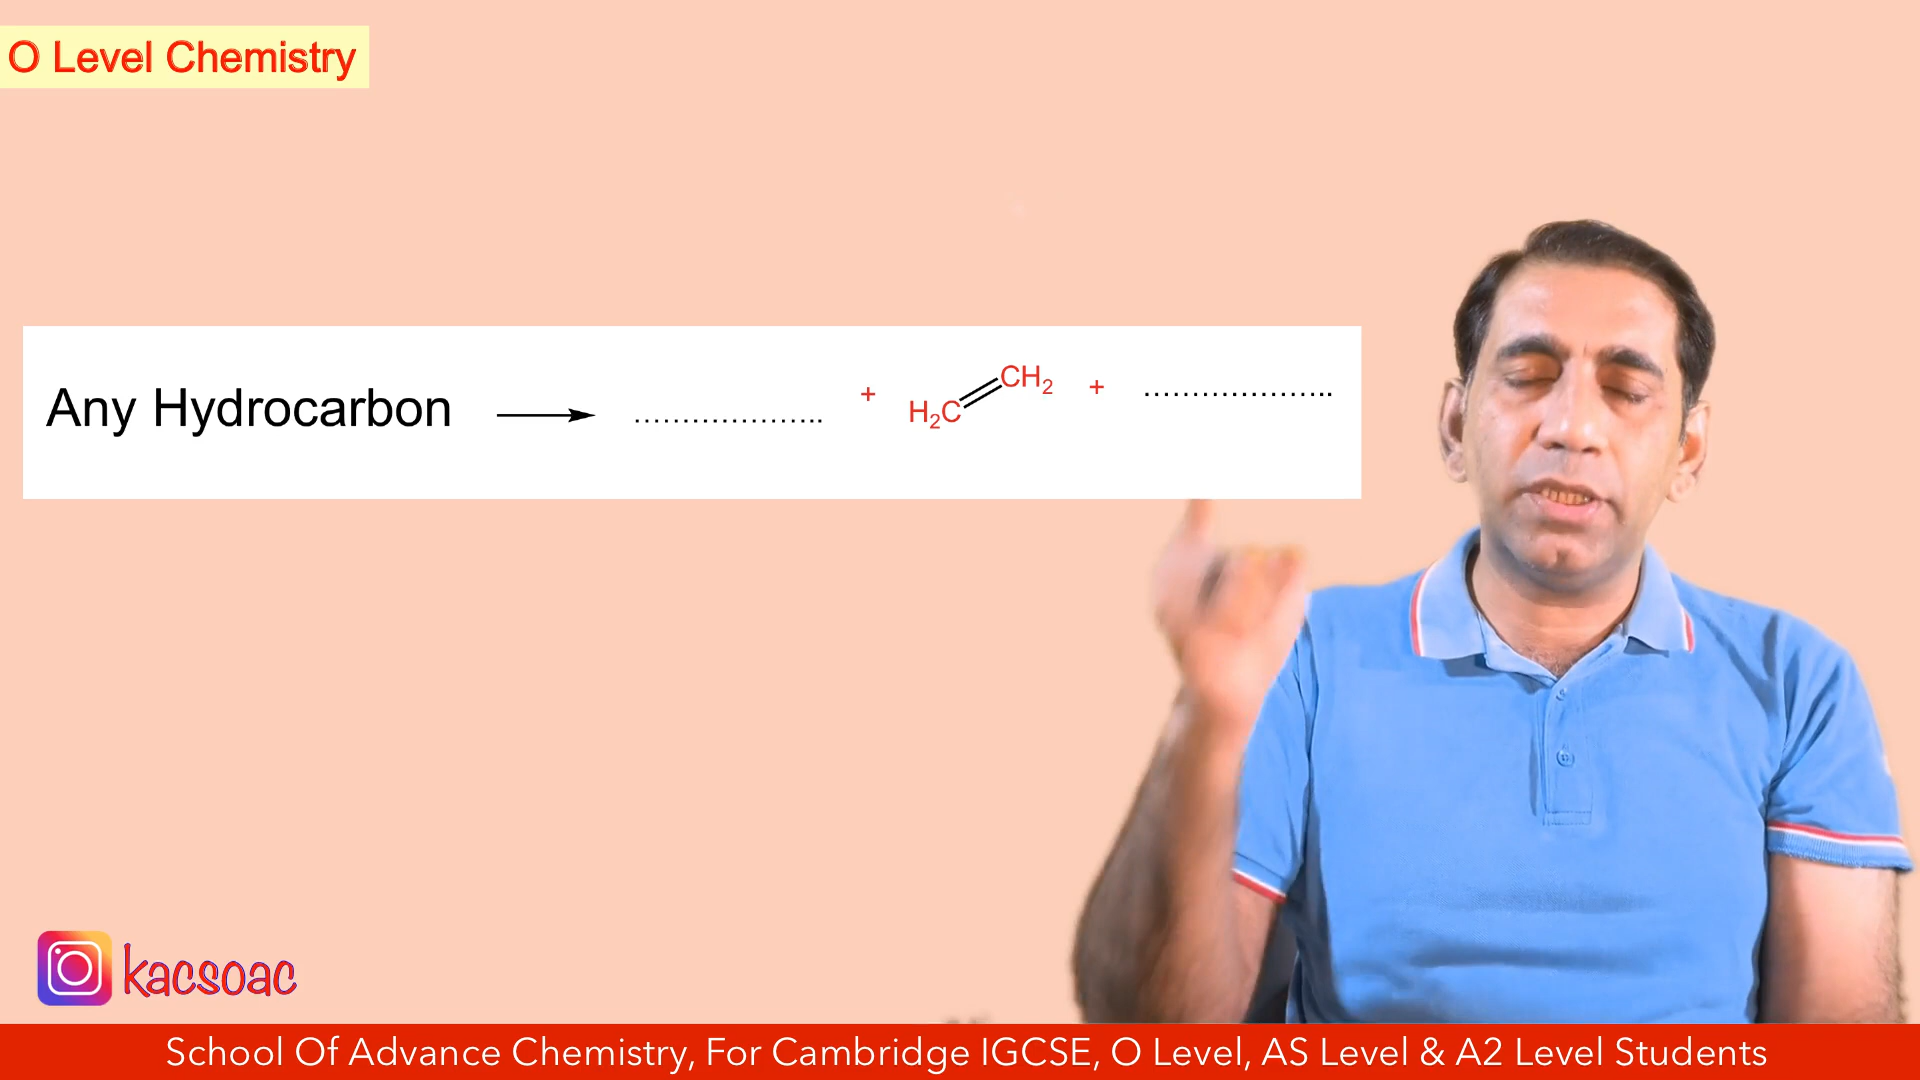 O Level Chemistry
Any Hydrocarbon ⟶ ................... + H₂C=CH₂ + ...................
kacsoac
School Of Advance Chemistry, For Cambridge IGCSE, O Level, AS Level & A2 Level Students